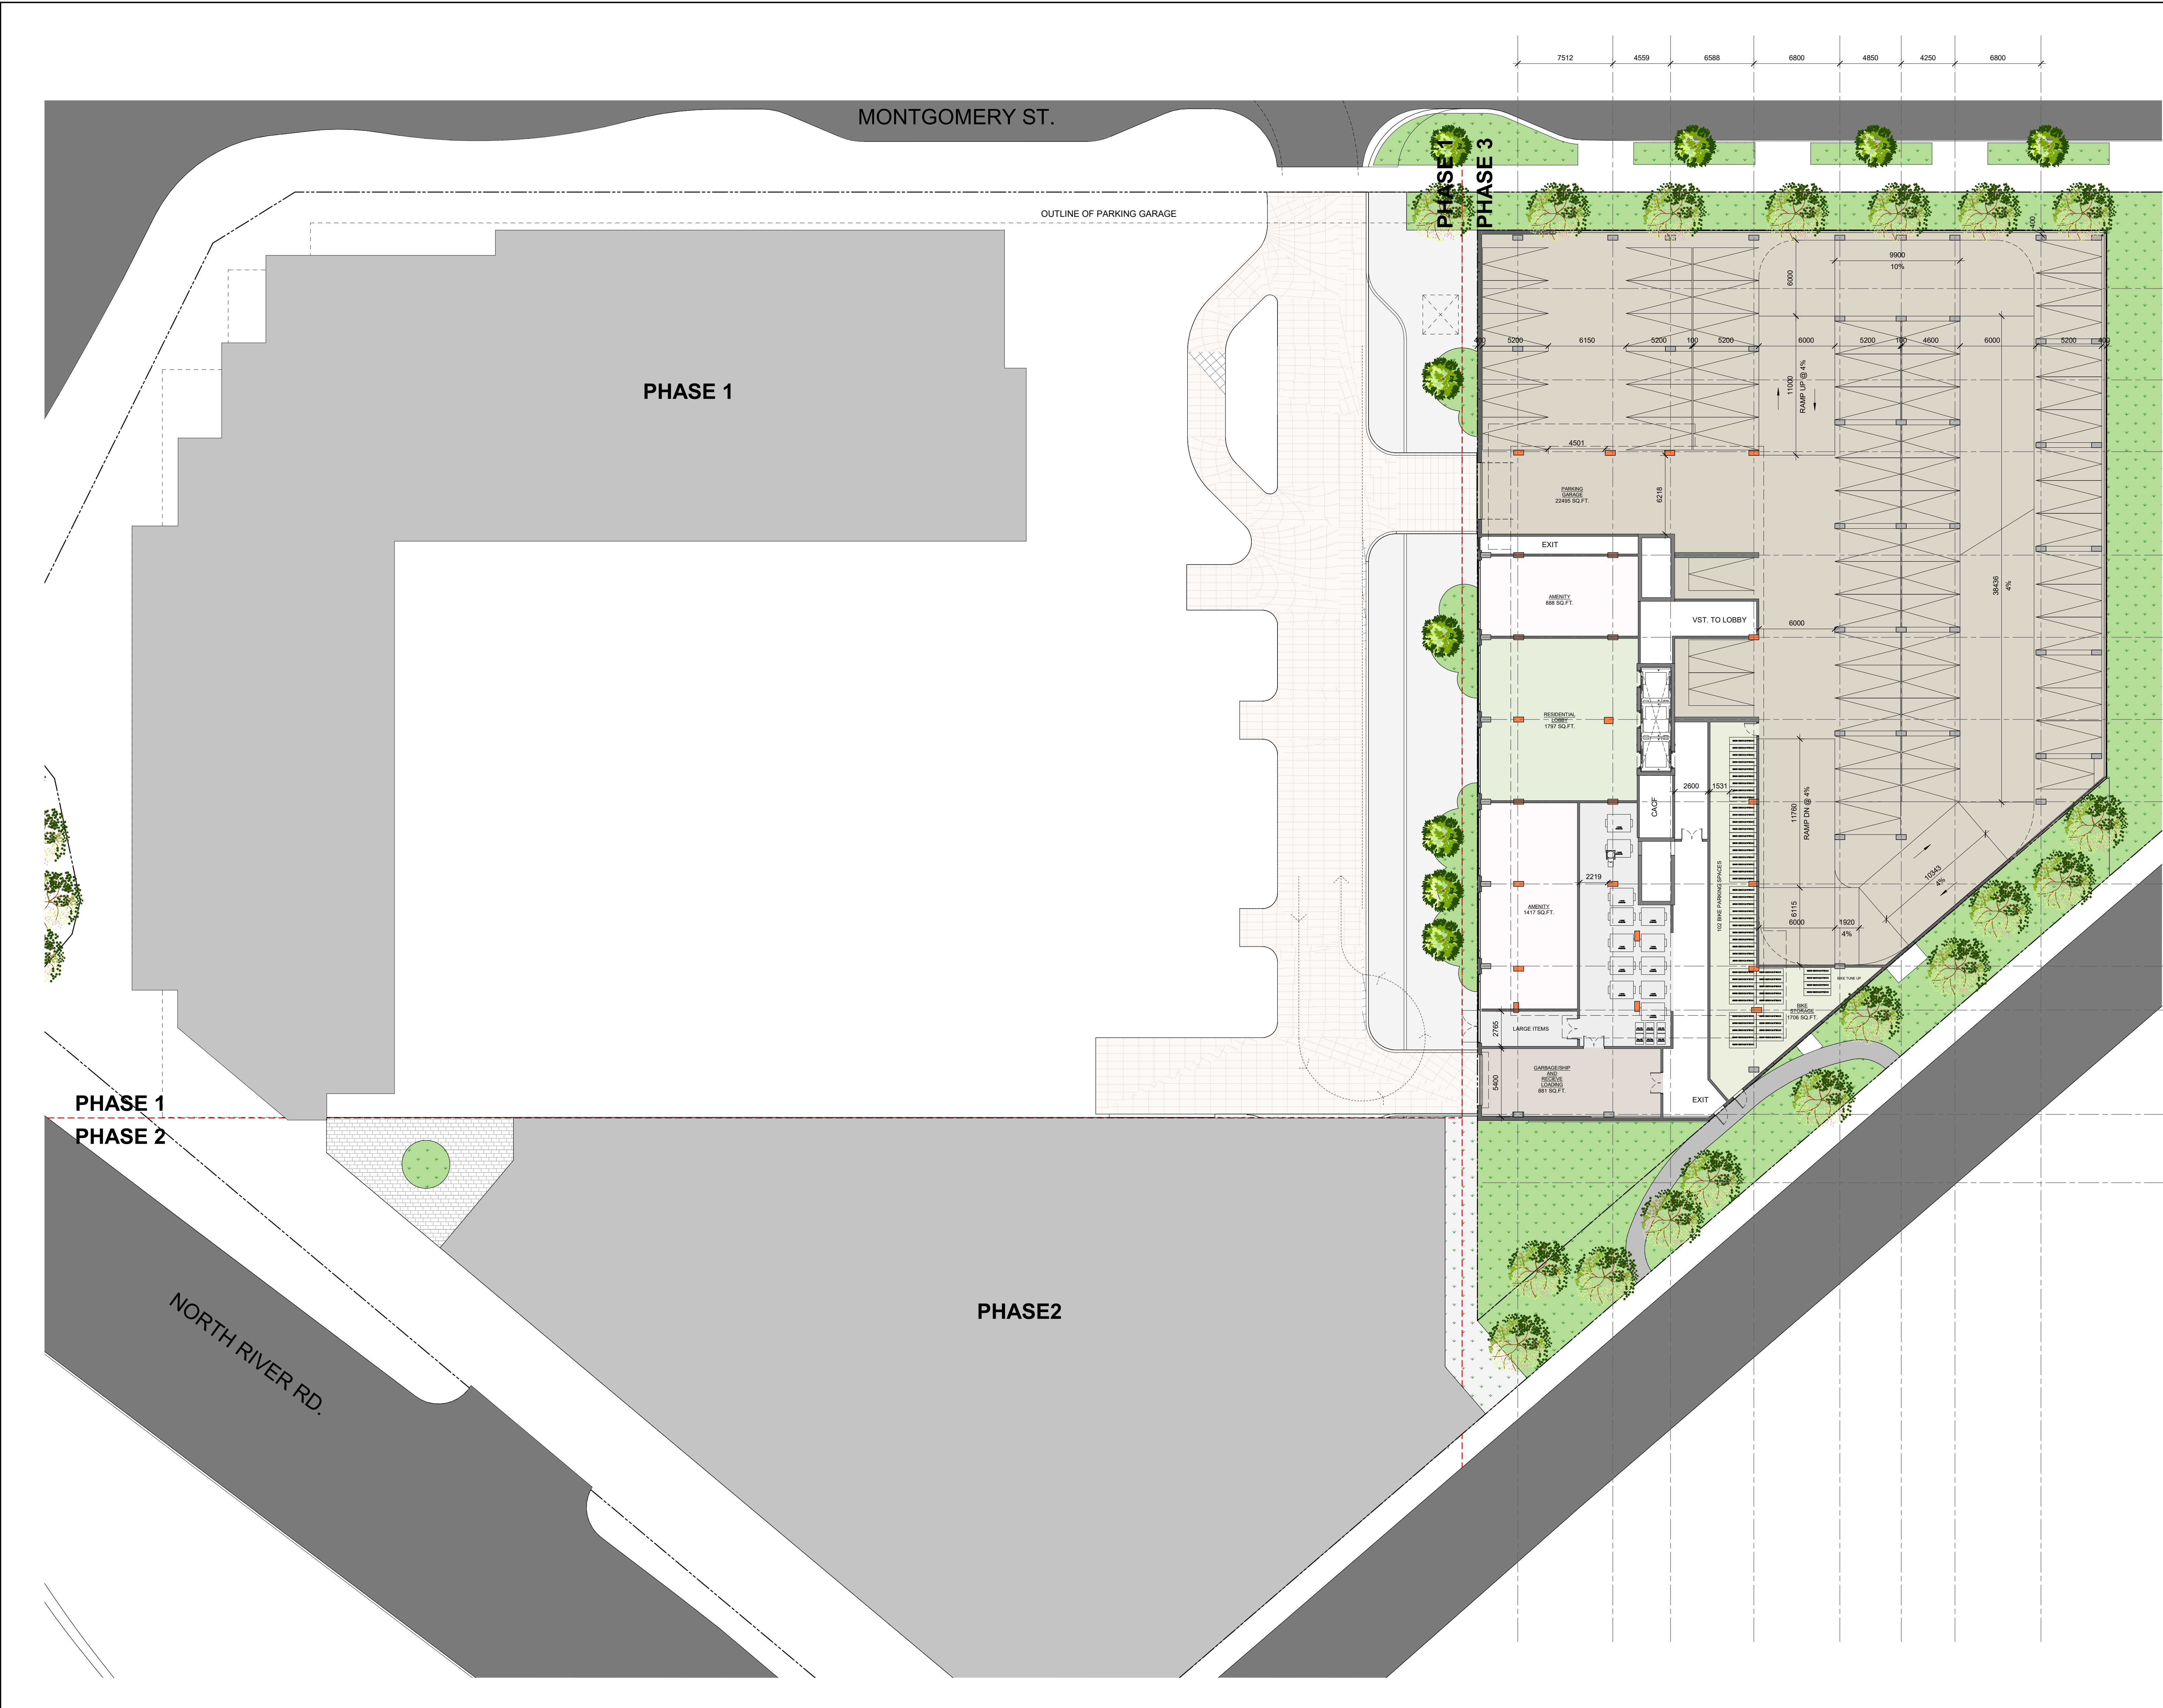 7512 4559 6588 6800 4850 4250 6800
MONTGOMERY ST.
PHASE 1
PHASE 3
OUTLINE OF PARKING GARAGE
400
9900
10%
6000
400 5200 6150 5200 100 5200 6000 5200 100 4600 6000 5200 400
11000
RAMP UP @ 4%
PHASE 1
4501
6218
PARKING
GARAGE
22495 SQ.FT.
EXIT
AMENITY
888 SQ.FT.
VST. TO LOBBY
6000
38436
4%
RESIDENTIAL
LOBBY
1797 SQ.FT.
2600 1531
CACF
11760
RAMP DN @ 4%
2219
102 BIKE PARKING SPACES
AMENITY
1417 SQ.FT.
10343
4%
6115
6000 1920
4%
BIKE TUNE UP
BIKE
STORAGE
1706 SQ.FT.
2765
LARGE ITEMS
5400
GARBAGE/SHIP
AND
RECIEVE
LOADING
881 SQ.FT.
EXIT
PHASE 1
PHASE 2
PHASE2
NORTH RIVER RD.